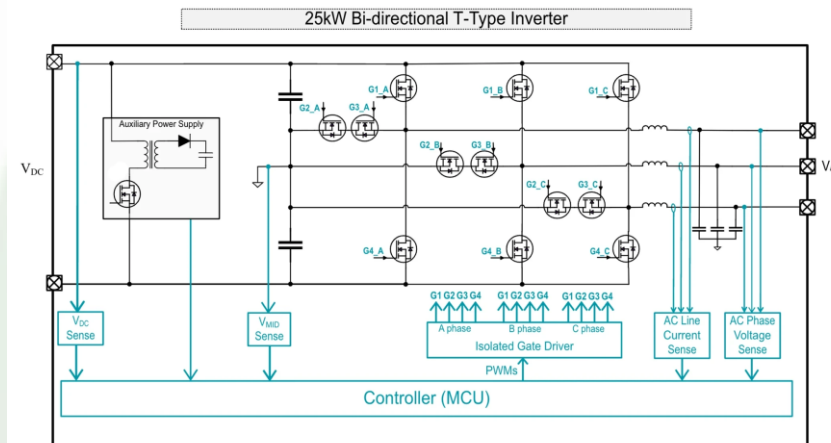 25kW Bi-directional T-Type Inverter
G1_A
G1_B
G1_C
G2_A
G3_A
Auxiliary Power Supply
G2_B
G3_B
VDC
G2_C
G3_C
G4_A
G4_B
G4_C
G1 G2 G3 G4
G1 G2 G3 G4
G1 G2 G3 G4
VDC
Sense
VMID
Sense
A phase
B phase
C phase
Isolated Gate Driver
AC Line
Current
Sense
AC Phase
Voltage
Sense
PWMs
Controller (MCU)